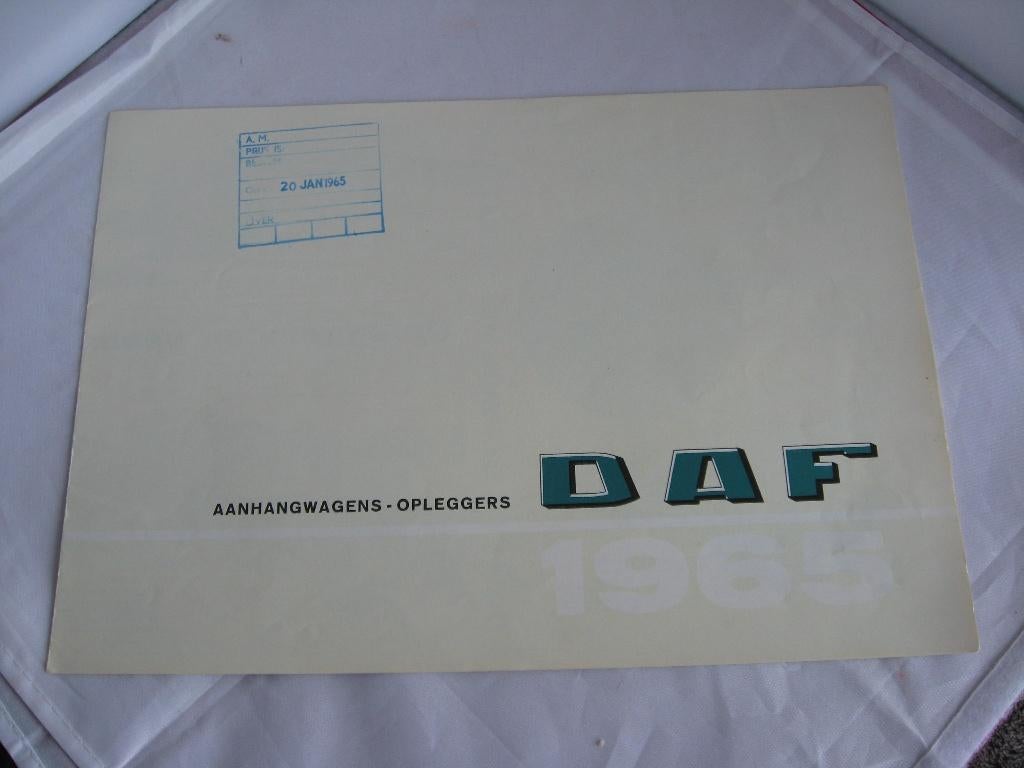 A. M.
20 JAN 1965
AANHANGWAGENS - OPLEGGERS
DAF
1965